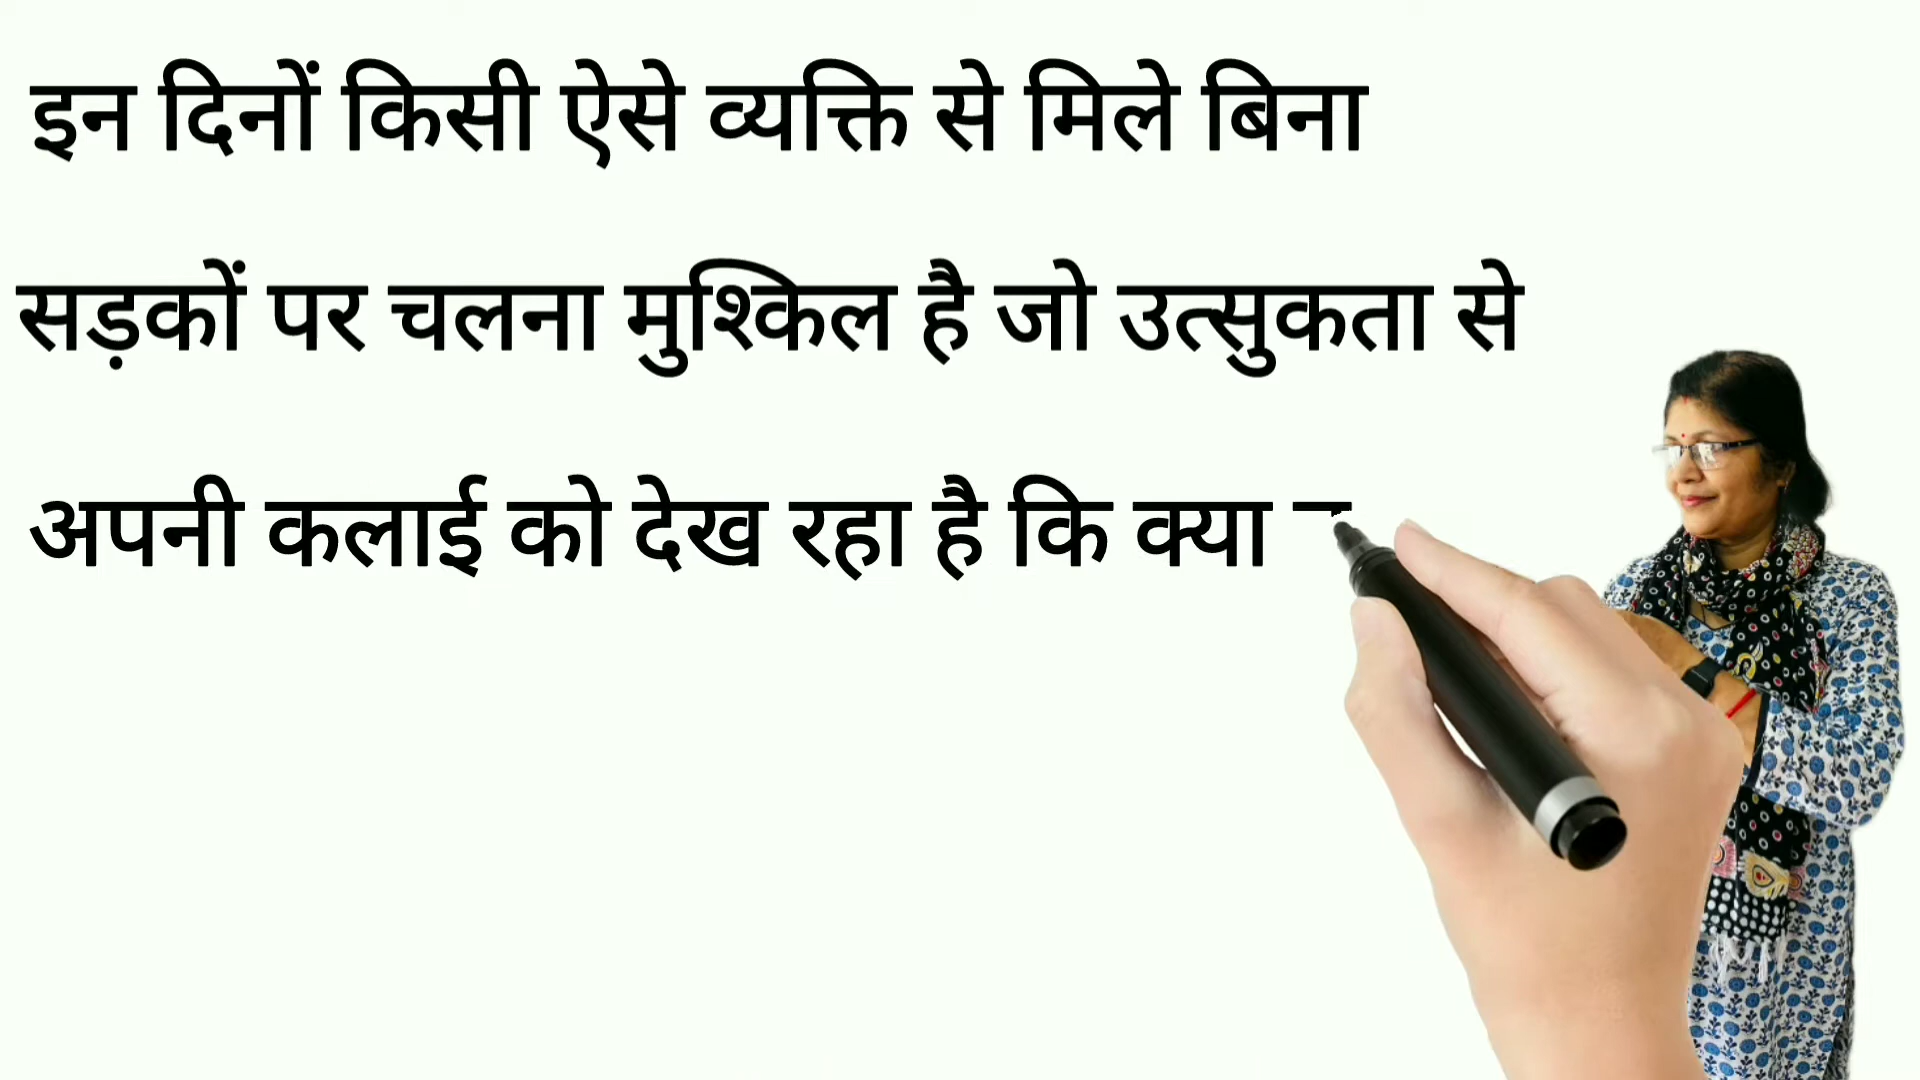 इन दिनों किसी ऐसे व्यक्ति से मिले बिना
सड़कों पर चलना मुश्किल है जो उत्सुकता से
अपनी कलाई को देख रहा है कि क्या